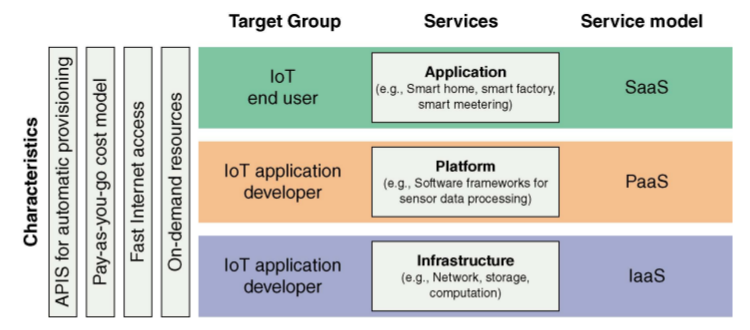 Target Group Services Service model
Characteristics
APIS for automatic provisioning
Pay-as-you-go cost model
Fast Internet access
On-demand resources
IoT
end user
Application
(e.g., Smart home, smart factory,
smart meetering)
SaaS
IoT application
developer
Platform
(e.g., Software frameworks for
sensor data processing)
PaaS
IoT application
developer
Infrastructure
(e.g., Network, storage,
computation)
IaaS